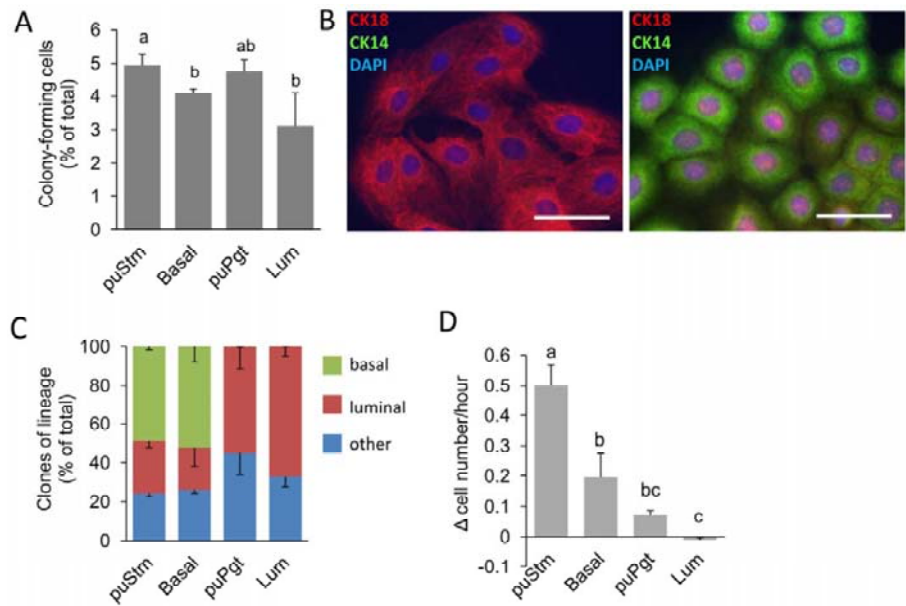 A
Colony-forming cells
(% of total)
6
5
4
3
2
1
0
a
b
ab
b
puStm
Basal
puPgt
Lum
B
CK18
CK14
DAPI
CK18
CK14
DAPI
C
Clones of lineage
(% of total)
100
80
60
40
20
0
puStm
Basal
puPgt
Lum
basal
luminal
other
D
Δ cell number/hour
0.6
0.5
0.4
0.3
0.2
0.1
0
-0.1
a
b
bc
c
puStm
Basal
puPgt
Lum